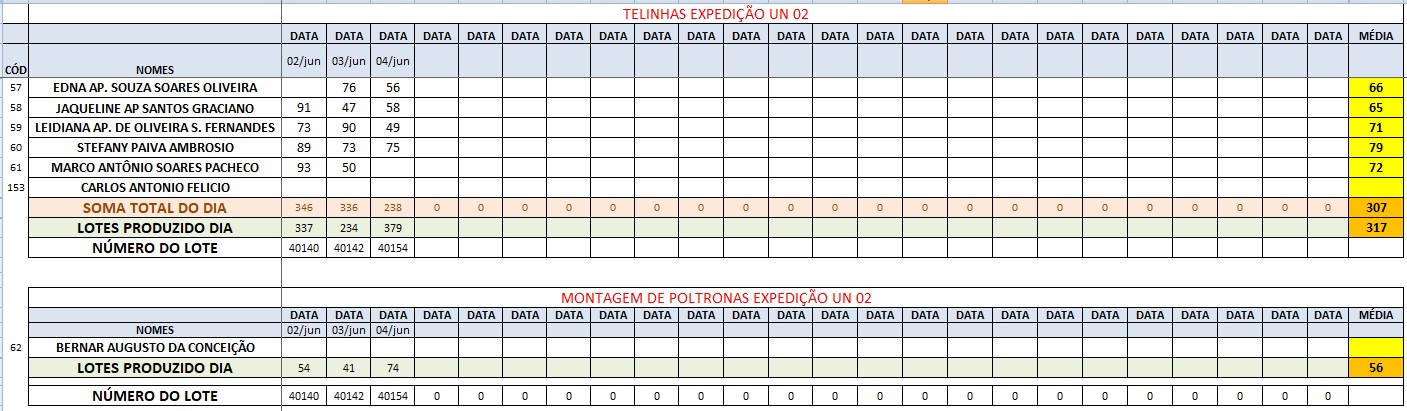 TELINHAS EXPEDIÇÃO UN 02
DATA DATA DATA DATA DATA DATA DATA DATA DATA DATA DATA DATA DATA DATA DATA DATA DATA DATA DATA DATA DATA DATA DATA DATA MÉDIA
CÓD NOMES 02/jun 03/jun 04/jun
57 EDNA AP. SOUZA SOARES OLIVEIRA 76 56 66
58 JAQUELINE AP SANTOS GRACIANO 91 47 58 65
59 LEIDIANA AP. DE OLIVEIRA S. FERNANDES 73 90 49 71
60 STEFANY PAIVA AMBROSIO 89 73 75 79
61 MARCO ANTÔNIO SOARES PACHECO 93 50 72
153 CARLOS ANTONIO FELICIO
SOMA TOTAL DO DIA 346 336 238 0 0 0 0 0 0 0 0 0 0 0 0 0 0 0 0 0 0 0 0 0 307
LOTES PRODUZIDO DIA 337 234 379 317
NÚMERO DO LOTE 40140 40142 40154
MONTAGEM DE POLTRONAS EXPEDIÇÃO UN 02
DATA DATA DATA DATA DATA DATA DATA DATA DATA DATA DATA DATA DATA DATA DATA DATA DATA DATA DATA DATA DATA DATA DATA DATA MÉDIA
NOMES 02/jun 03/jun 04/jun
62 BERNAR AUGUSTO DA CONCEIÇÃO
LOTES PRODUZIDO DIA 54 41 74 56
NÚMERO DO LOTE 40140 40142 40154 0 0 0 0 0 0 0 0 0 0 0 0 0 0 0 0 0 0 0 0 0